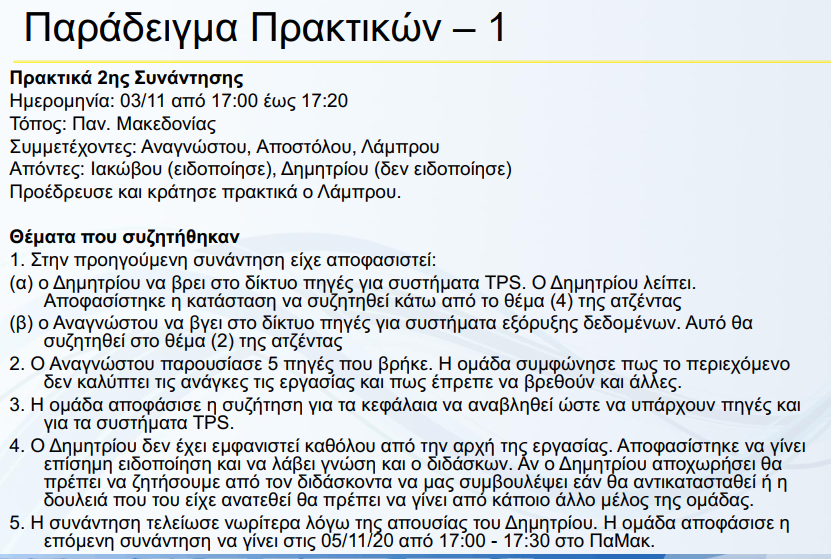 Παράδειγμα Πρακτικών – 1
Πρακτικά 2ης Συνάντησης
Ημερομηνία: 03/11 από 17:00 έως 17:20
Τόπος: Παν. Μακεδονίας
Συμμετέχοντες: Αναγνώστου, Αποστόλου, Λάμπρου
Απόντες: Ιακώβου (ειδοποίησε), Δημητρίου (δεν ειδοποίησε)
Προέδρευσε και κράτησε πρακτικά ο Λάμπρου.
Θέματα που συζητήθηκαν
1. Στην προηγούμενη συνάντηση είχε αποφασιστεί:
(α) ο Δημητρίου να βρει στο δίκτυο πηγές για συστήματα TPS. Ο Δημητρίου λείπει.
Αποφασίστηκε η κατάσταση να συζητηθεί κάτω από το θέμα (4) της ατζέντας
(β) ο Αναγνώστου να βγει στο δίκτυο πηγές για συστήματα εξόρυξης δεδομένων. Αυτό θα
συζητηθεί στο θέμα (2) της ατζέντας
2. Ο Αναγνώστου παρουσίασε 5 πηγές που βρήκε. Η ομάδα συμφώνησε πως το περιεχόμενο
δεν καλύπτει τις ανάγκες τις εργασίας και πως έπρεπε να βρεθούν και άλλες.
3. Η ομάδα αποφάσισε η συζήτηση για τα κεφάλαια να αναβληθεί ώστε να υπάρχουν πηγές και
για τα συστήματα TPS.
4. Ο Δημητρίου δεν έχει εμφανιστεί καθόλου από την αρχή της εργασίας. Αποφασίστηκε να γίνει
επίσημη ειδοποίηση και να λάβει γνώση και ο διδάσκων. Αν ο Δημητρίου αποχωρήσει θα
πρέπει να ζητήσουμε από τον διδάσκοντα να μας συμβουλέψει εάν θα αντικατασταθεί ή η
δουλειά που του είχε ανατεθεί θα πρέπει να γίνει από κάποιο άλλο μέλος της ομάδας.
5. Η συνάντηση τελείωσε νωρίτερα λόγω της απουσίας του Δημητρίου. Η ομάδα αποφάσισε η
επόμενη συνάντηση να γίνει στις 05/11/20 από 17:00 - 17:30 στο ΠαΜακ.